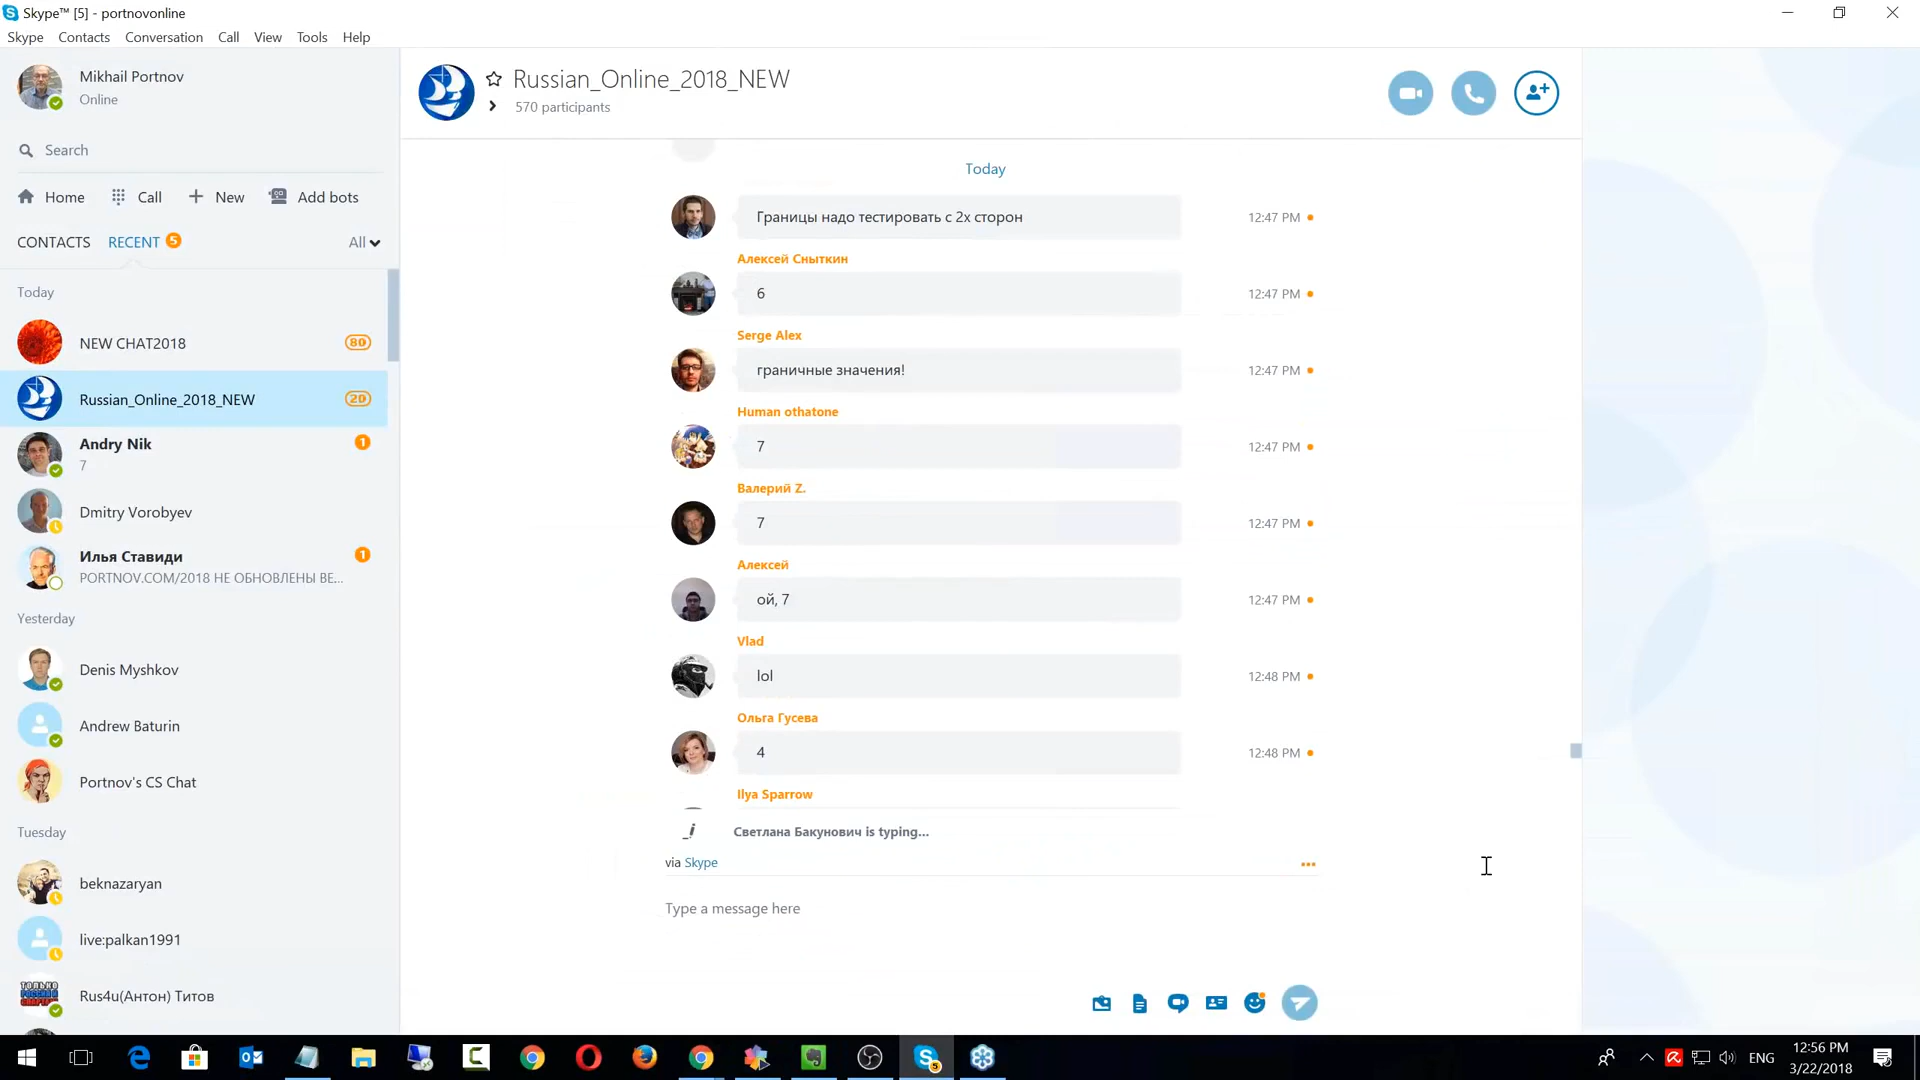 Skype™ [5] - portnovonline
Skype Contacts Conversation Call View Tools Help
Mikhail Portnov
Online
Search
Home Call New Add bots
CONTACTS RECENT 5 All
Today
NEW CHAT2018 80
Russian_Online_2018_NEW 20
Andry Nik 1
7
Dmitry Vorobyev
Илья Ставиди 1
PORTNOV.COM/2018 НЕ ОБНОВЛЕНЫ ВЕ...
Yesterday
Denis Myshkov
Andrew Baturin
Portnov's CS Chat
Tuesday
beknazaryan
live:palkan1991
Rus4u(Антон) Титов
Russian_Online_2018_NEW
570 participants
Today
Границы надо тестировать с 2х сторон 12:47 PM
Алексей Сныткин
6 12:47 PM
Serge Alex
граничные значения! 12:47 PM
Human othatone
7 12:47 PM
Валерий Z.
7 12:47 PM
Алексей
ой, 7 12:47 PM
Vlad
lol 12:48 PM
Ольга Гусева
4 12:48 PM
Ilya Sparrow
Светлана Бакунович is typing...
via Skype
Type a message here
ENG
12:56 PM
3/22/2018